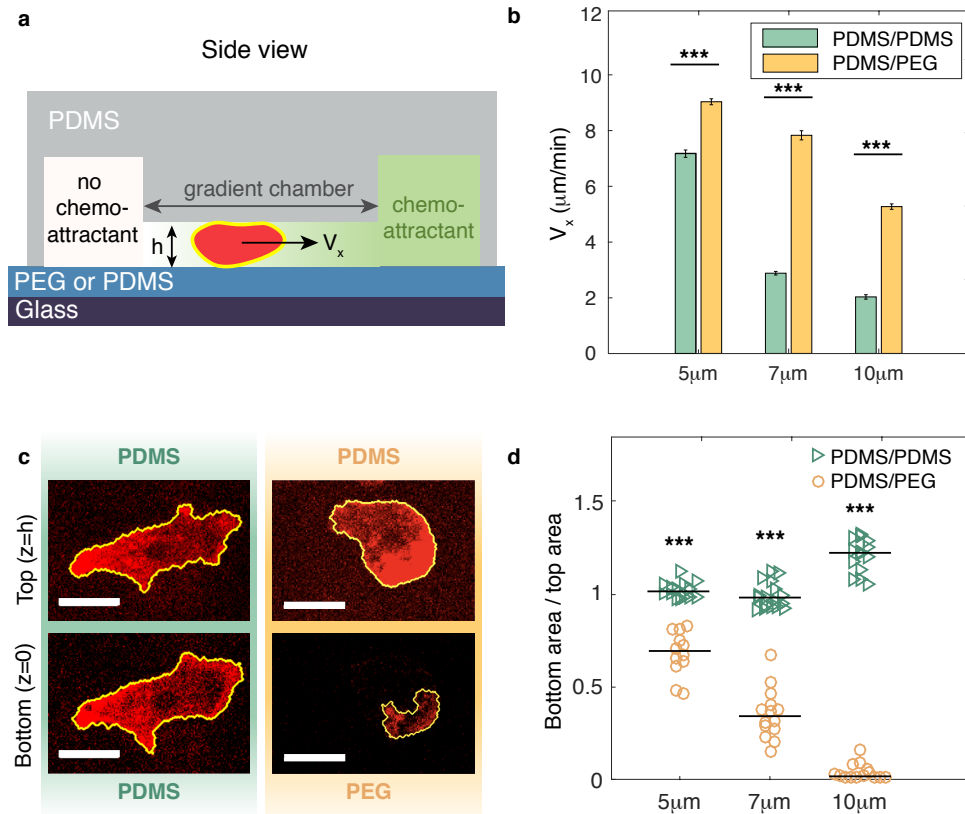 a
Side view
PDMS
no
chemo-
attractant
gradient chamber
chemo-
attractant
h
Vx
PEG or PDMS
Glass
b
12
10
8
6
4
2
0
Vx (μm/min)
PDMS/PDMS
PDMS/PEG
***
***
***
5μm
7μm
10μm
c
PDMS
PDMS
Top (z=h)
Bottom (z=0)
PDMS
PEG
d
PDMS/PDMS
PDMS/PEG
***
***
***
1.5
1
0.5
0
Bottom area / top area
5μm
7μm
10μm